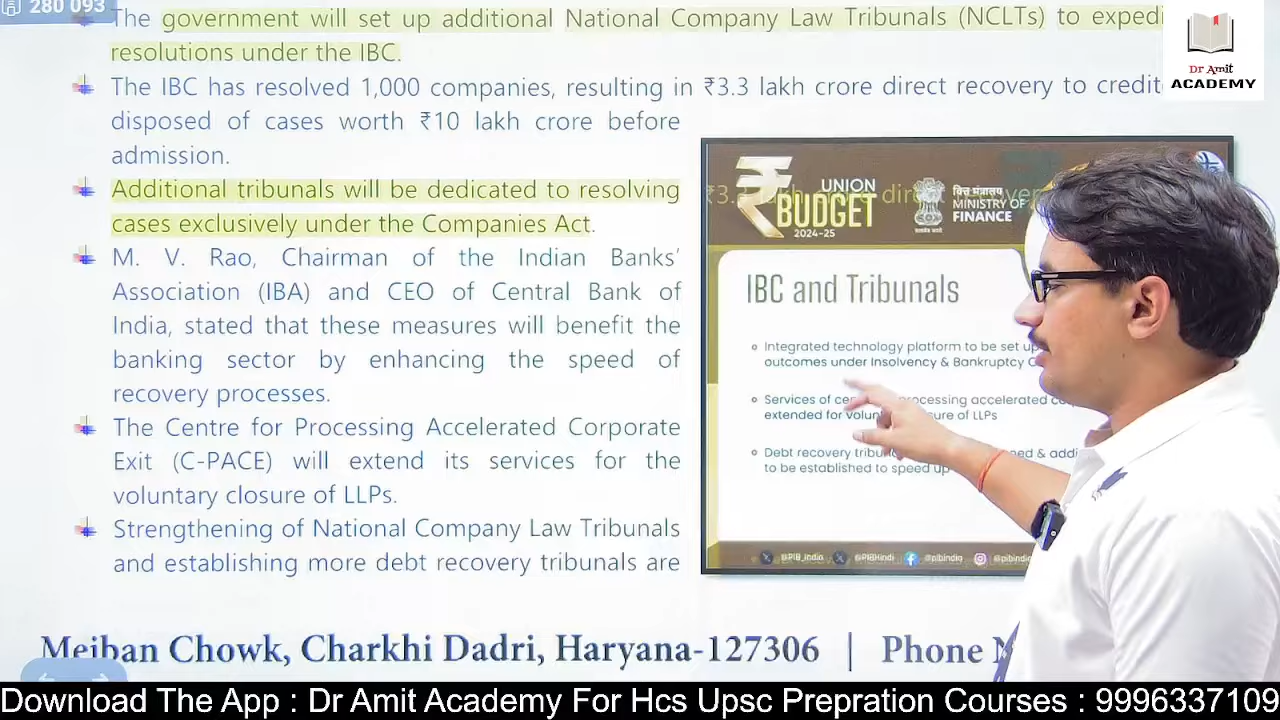 280 093
The government will set up additional National Company Law Tribunals (NCLTs) to expedi
resolutions under the IBC.
Dr Amit
ACADEMY
The IBC has resolved 1,000 companies, resulting in ₹3.3 lakh crore direct recovery to credit
disposed of cases worth ₹10 lakh crore before
admission.
Additional tribunals will be dedicated to resolving
cases exclusively under the Companies Act.
M. V. Rao, Chairman of the Indian Banks’
Association (IBA) and CEO of Central Bank of
India, stated that these measures will benefit the
banking sector by enhancing the speed of
recovery processes.
The Centre for Processing Accelerated Corporate
Exit (C-PACE) will extend its services for the
voluntary closure of LLPs.
Strengthening of National Company Law Tribunals
and establishing more debt recovery tribunals are
UNION
BUDGET
2024-25
वित्त मंत्रालय
MINISTRY OF
FINANCE
IBC and Tribunals
Integrated technology platform to be set up
outcomes under Insolvency & Bankruptcy
Services of processing accelerated
extended for closure of LLPs
Debt recovery & addi
to be established to speed up
@PIB_India @PIBHindi @pibindia @pibindia
Mejban Chowk, Charkhi Dadri, Haryana-127306 | Phone
Download The App : Dr Amit Academy For Hcs Upsc Prepration Courses : 9996337109